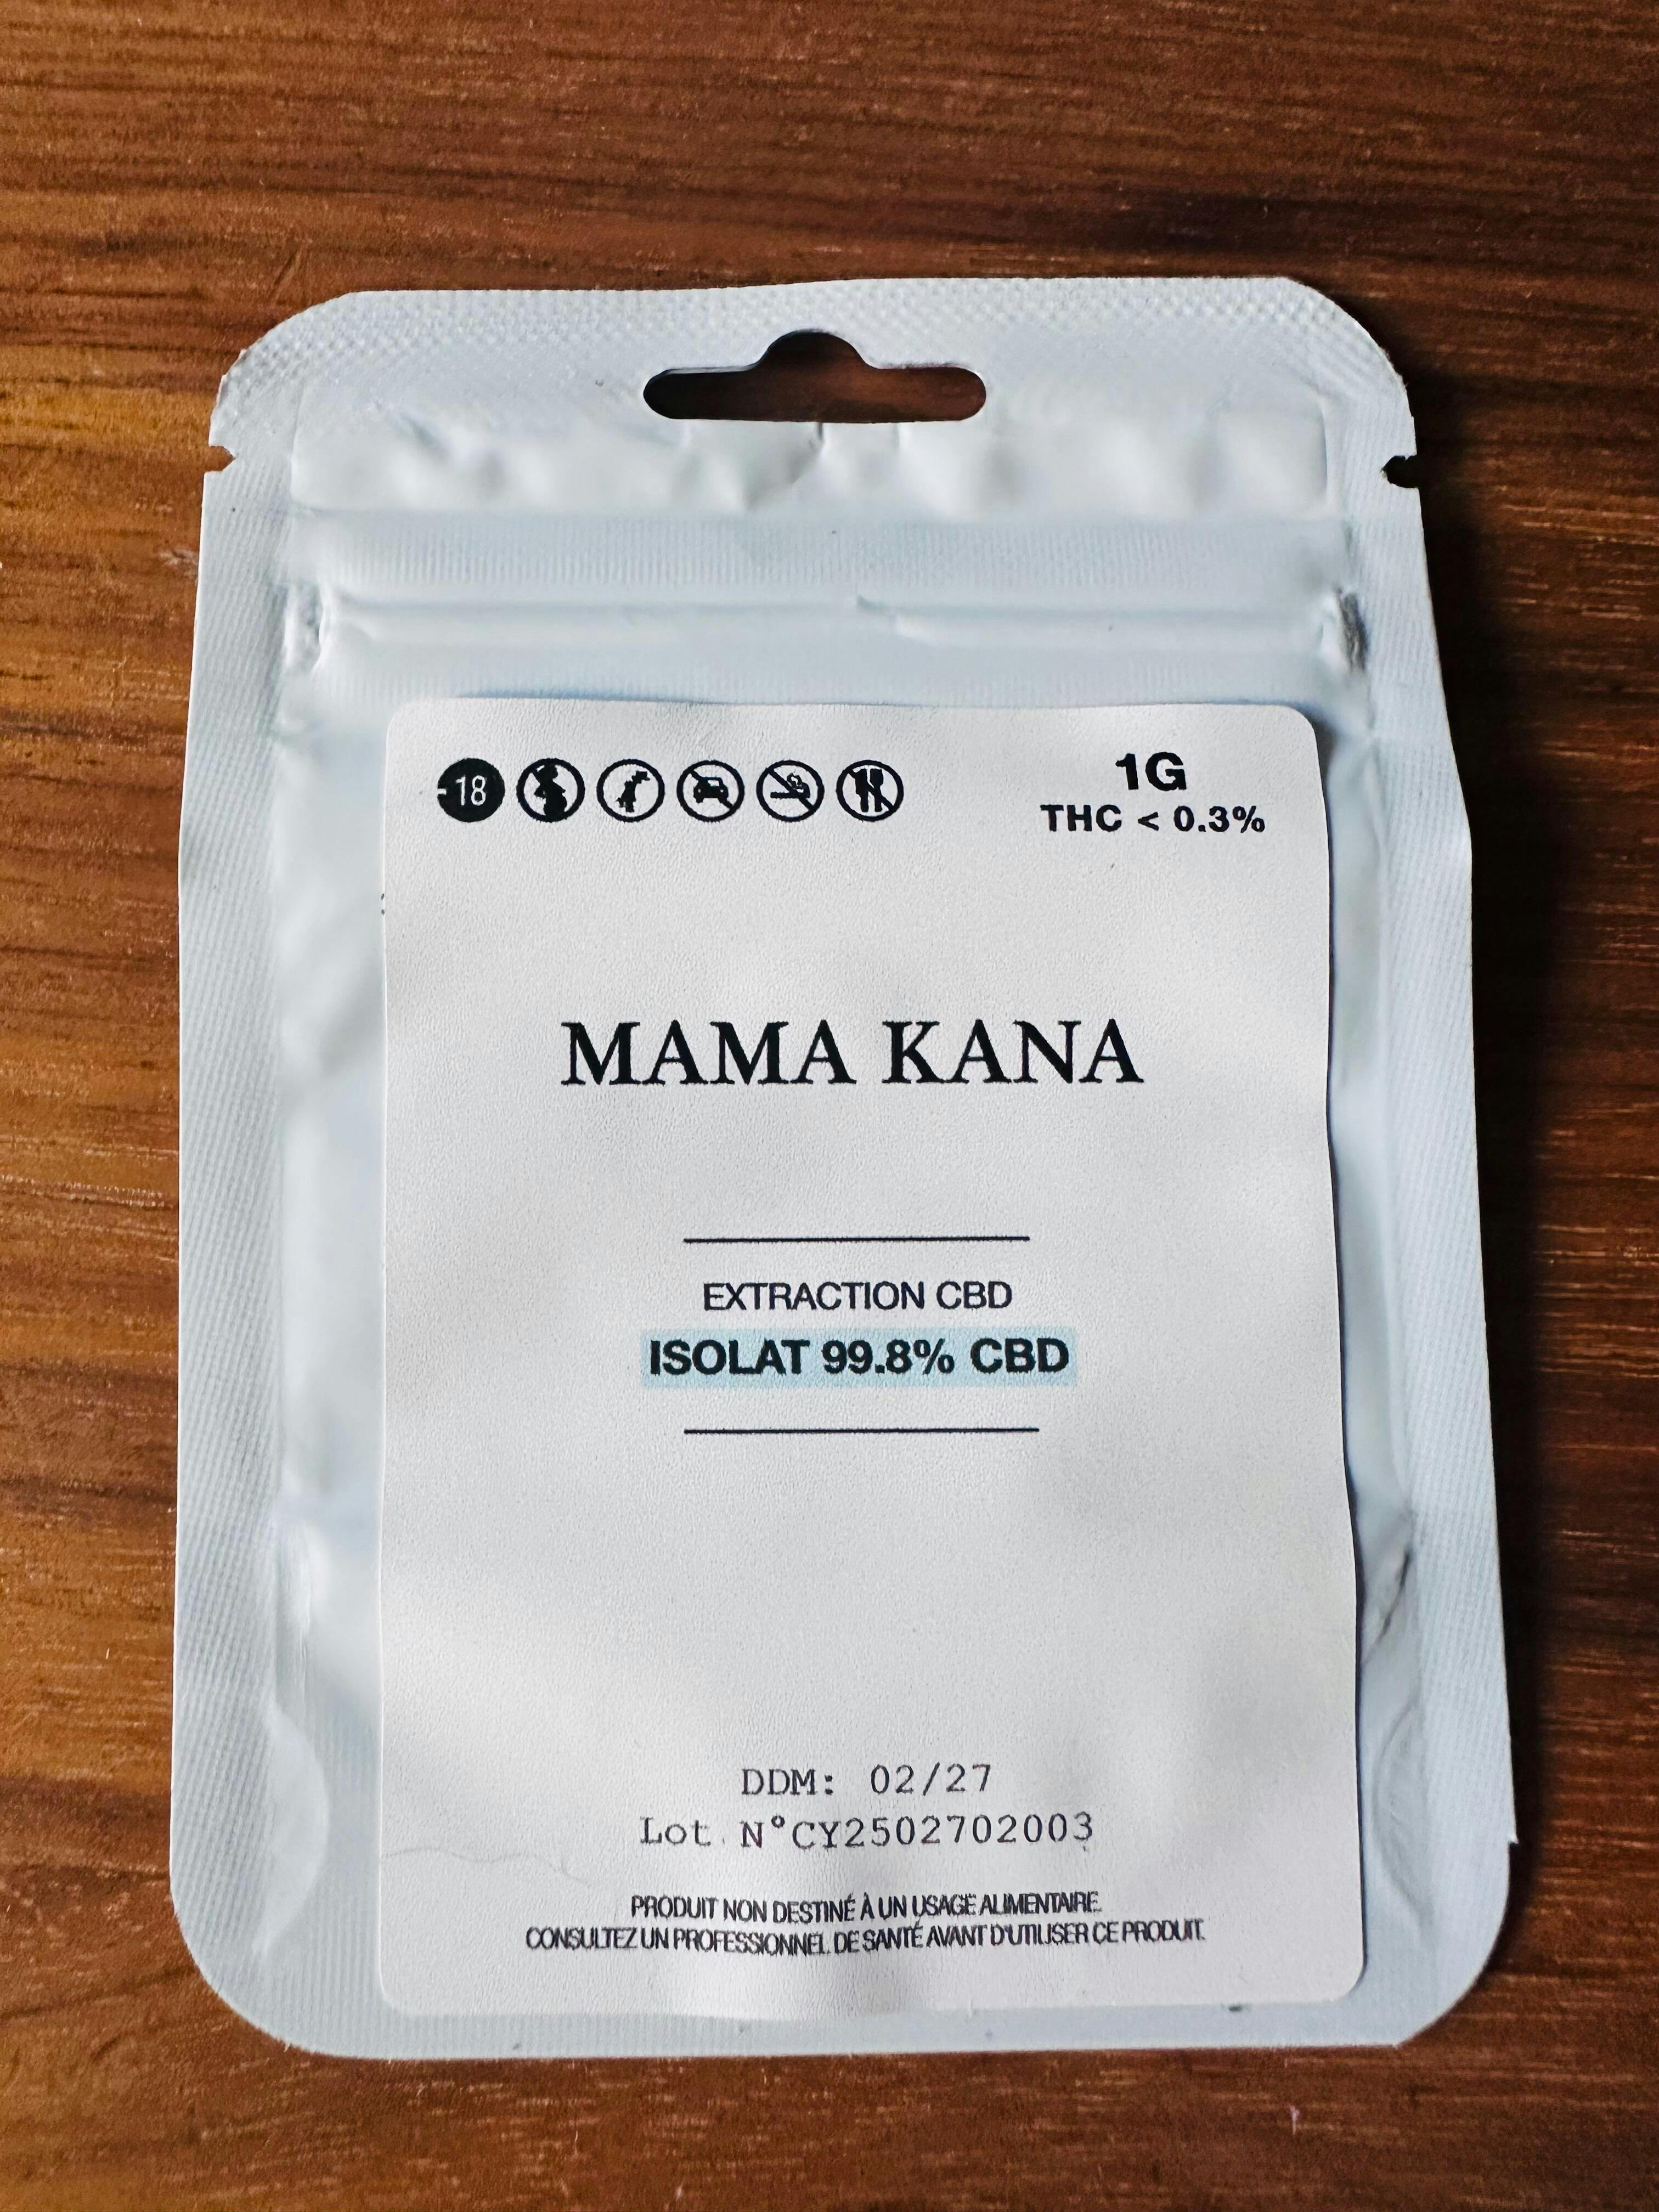 -18
1G
THC < 0.3%
MAMA KANA
EXTRACTION CBD
ISOLAT 99.8% CBD
DDM: 02/27
Lot N°CY2502702003
PRODUIT NON DESTINÉ À UN USAGE ALIMENTAIRE.
CONSULTEZ UN PROFESSIONNEL DE SANTÉ AVANT D'UTILISER CE PRODUIT.